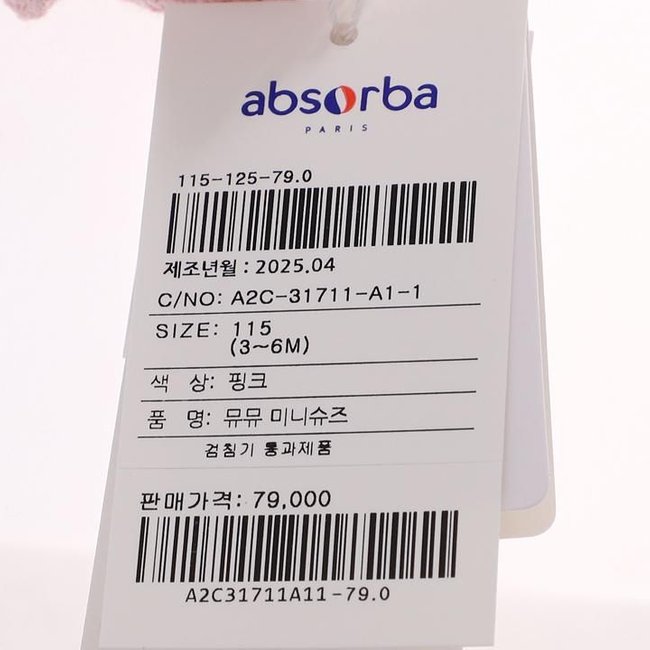 absorba
PARIS
115-125-79.0
제조년월 : 2025.04
C/NO: A2C-31711-A1-1
SIZE: 115
(3~6M)
색 상: 핑크
품 명: 뮤뮤 미니슈즈
검침기 통과제품
판매가격: 79,000
A2C31711A11-79.0